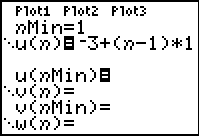 Plot1 Plot2 Plot3
nMin=1
u(n)=-3+(n-1)*1
u(nMin)=
v(n)=
v(nMin)=
w(n)=